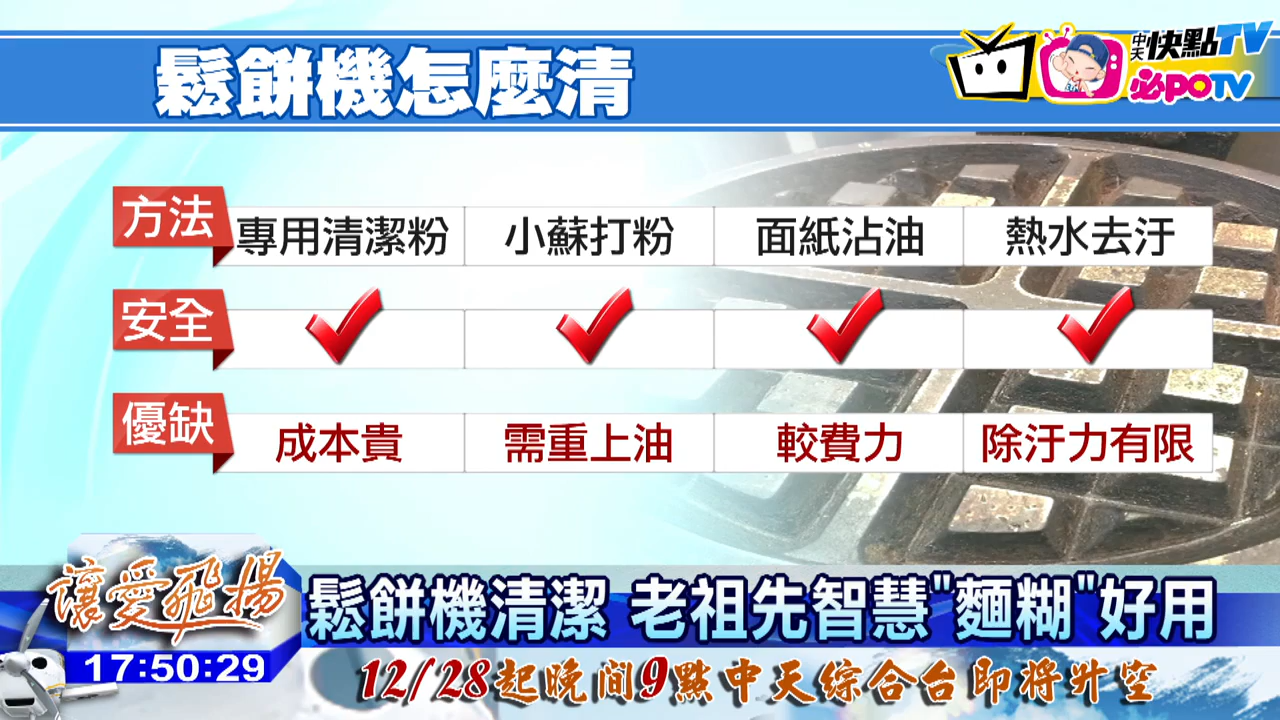 鬆餅機怎麼清
中天快點TV
必POTV
方法 專用清潔粉 小蘇打粉 面紙沾油 熱水去汙
安全
優缺 成本貴 需重上油 較費力 除汙力有限
讓愛飛揚
鬆餅機清潔 老祖先智慧"麵糊"好用
17:50:29
12/28起晚間9點中天綜合台即將升空